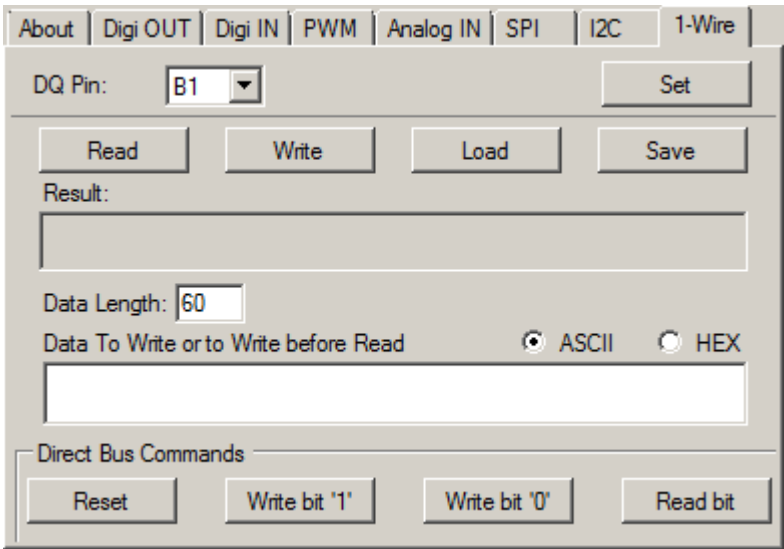 About Digi OUT Digi IN PWM Analog IN SPI I2C 1-Wire
DQ Pin: B1 Set
Read Write Load Save
Result:
Data Length: 60
Data To Write or to Write before Read ASCII HEX
Direct Bus Commands
Reset Write bit '1' Write bit '0' Read bit